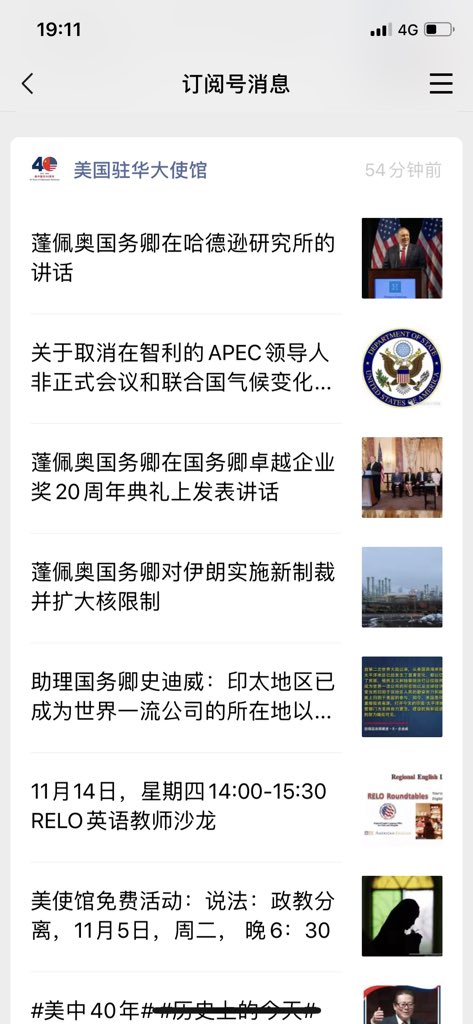 19:11
4G
订阅号消息
40
美国驻华大使馆
54分钟前
蓬佩奥国务卿在哈德逊研究所的
讲话
关于取消在智利的APEC领导人
非正式会议和联合国气候变化...
DEPARTMENT OF STATE
UNITED STATES OF AMERICA
蓬佩奥国务卿在国务卿卓越企业
奖20周年典礼上发表讲话
蓬佩奥国务卿对伊朗实施新制裁
并扩大核限制
助理国务卿史迪威：印太地区已
成为世界一流公司的所在地以...
11月14日，星期四14:00-15:30
RELO英语教师沙龙
Regional English L
RELO Roundtables
美使馆免费活动：说法：政教分
离，11月5日，周二， 晚6：30
#美中40年# #历史上的今天#